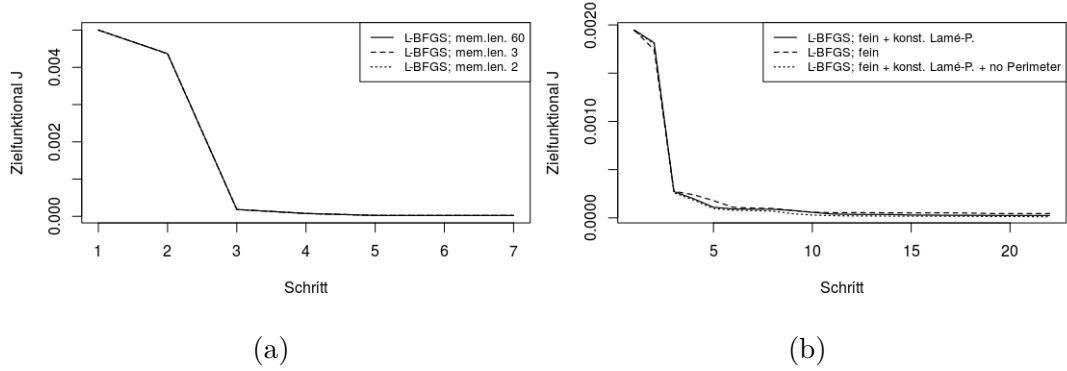 Zielfunktional J
0.004
0.002
0.000
L-BFGS; mem.len. 60
L-BFGS; mem.len. 3
L-BFGS; mem.len. 2
1 2 3 4 5 6 7
Schritt
(a)
Zielfunktional J
0.0020
0.0010
0.0000
L-BFGS; fein + konst. Lamé-P.
L-BFGS; fein
L-BFGS; fein + konst. Lamé-P. + no Perimeter
5 10 15 20
Schritt
(b)